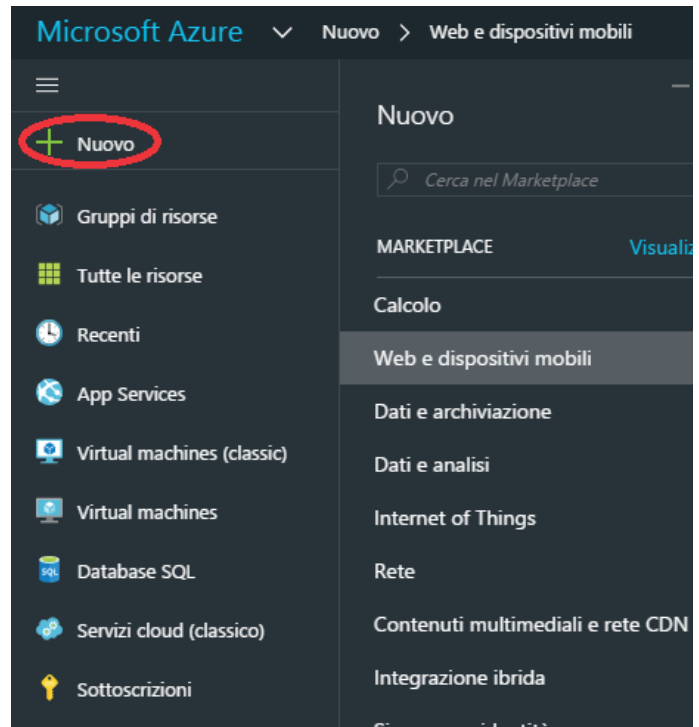 Microsoft Azure Nuovo > Web e dispositivi mobili
Nuovo
Gruppi di risorse
Tutte le risorse
Recenti
App Services
Virtual machines (classic)
Virtual machines
Database SQL
Servizi cloud (classico)
Sottoscrizioni
Nuovo
Cerca nel Marketplace
MARKETPLACE
Calcolo
Web e dispositivi mobili
Dati e archiviazione
Dati e analisi
Internet of Things
Rete
Contenuti multimediali e rete CDN
Integrazione ibrida